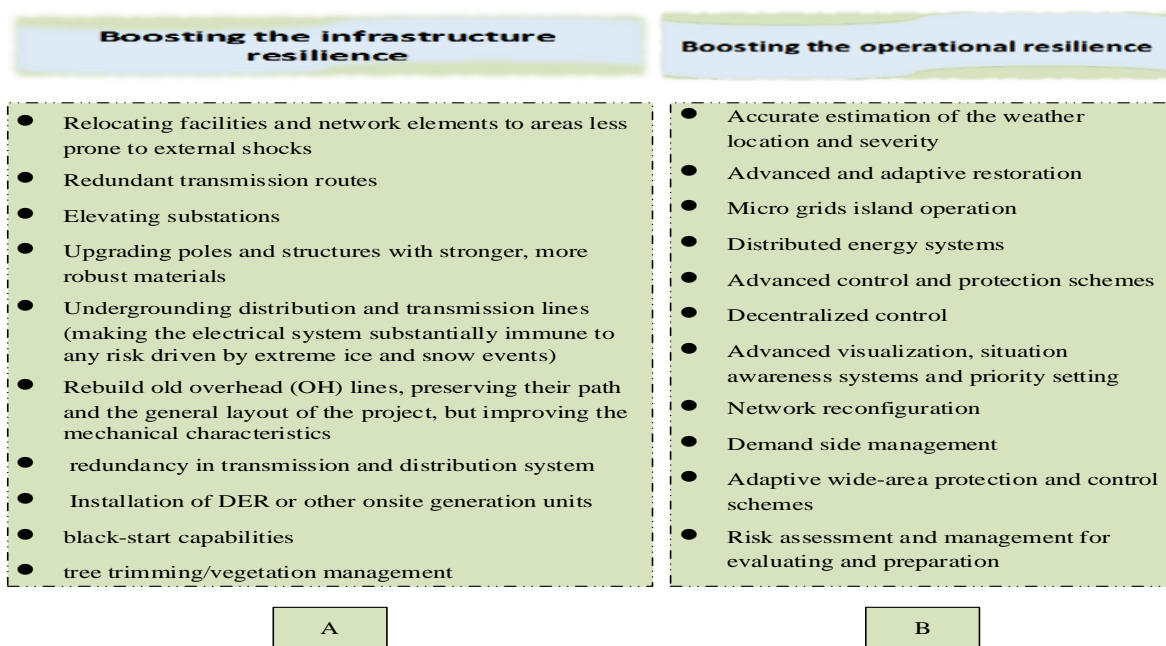 Boosting the infrastructure
resilience
● Relocating facilities and network elements to areas less
prone to external shocks
● Redundant transmission routes
● Elevating substations
● Upgrading poles and structures with stronger, more
robust materials
● Undergrounding distribution and transmission lines
(making the electrical system substantially immune to
any risk driven by extreme ice and snow events)
● Rebuild old overhead (OH) lines, preserving their path
and the general layout of the project, but improving the
mechanical characteristics
● redundancy in transmission and distribution system
● Installation of DER or other onsite generation units
● black-start capabilities
● tree trimming/vegetation management
A
Boosting the operational resilience
● Accurate estimation of the weather
location and severity
● Advanced and adaptive restoration
● Micro grids island operation
● Distributed energy systems
● Advanced control and protection schemes
● Decentralized control
● Advanced visualization, situation
awareness systems and priority setting
● Network reconfiguration
● Demand side management
● Adaptive wide-area protection and control
schemes
● Risk assessment and management for
evaluating and preparation
B